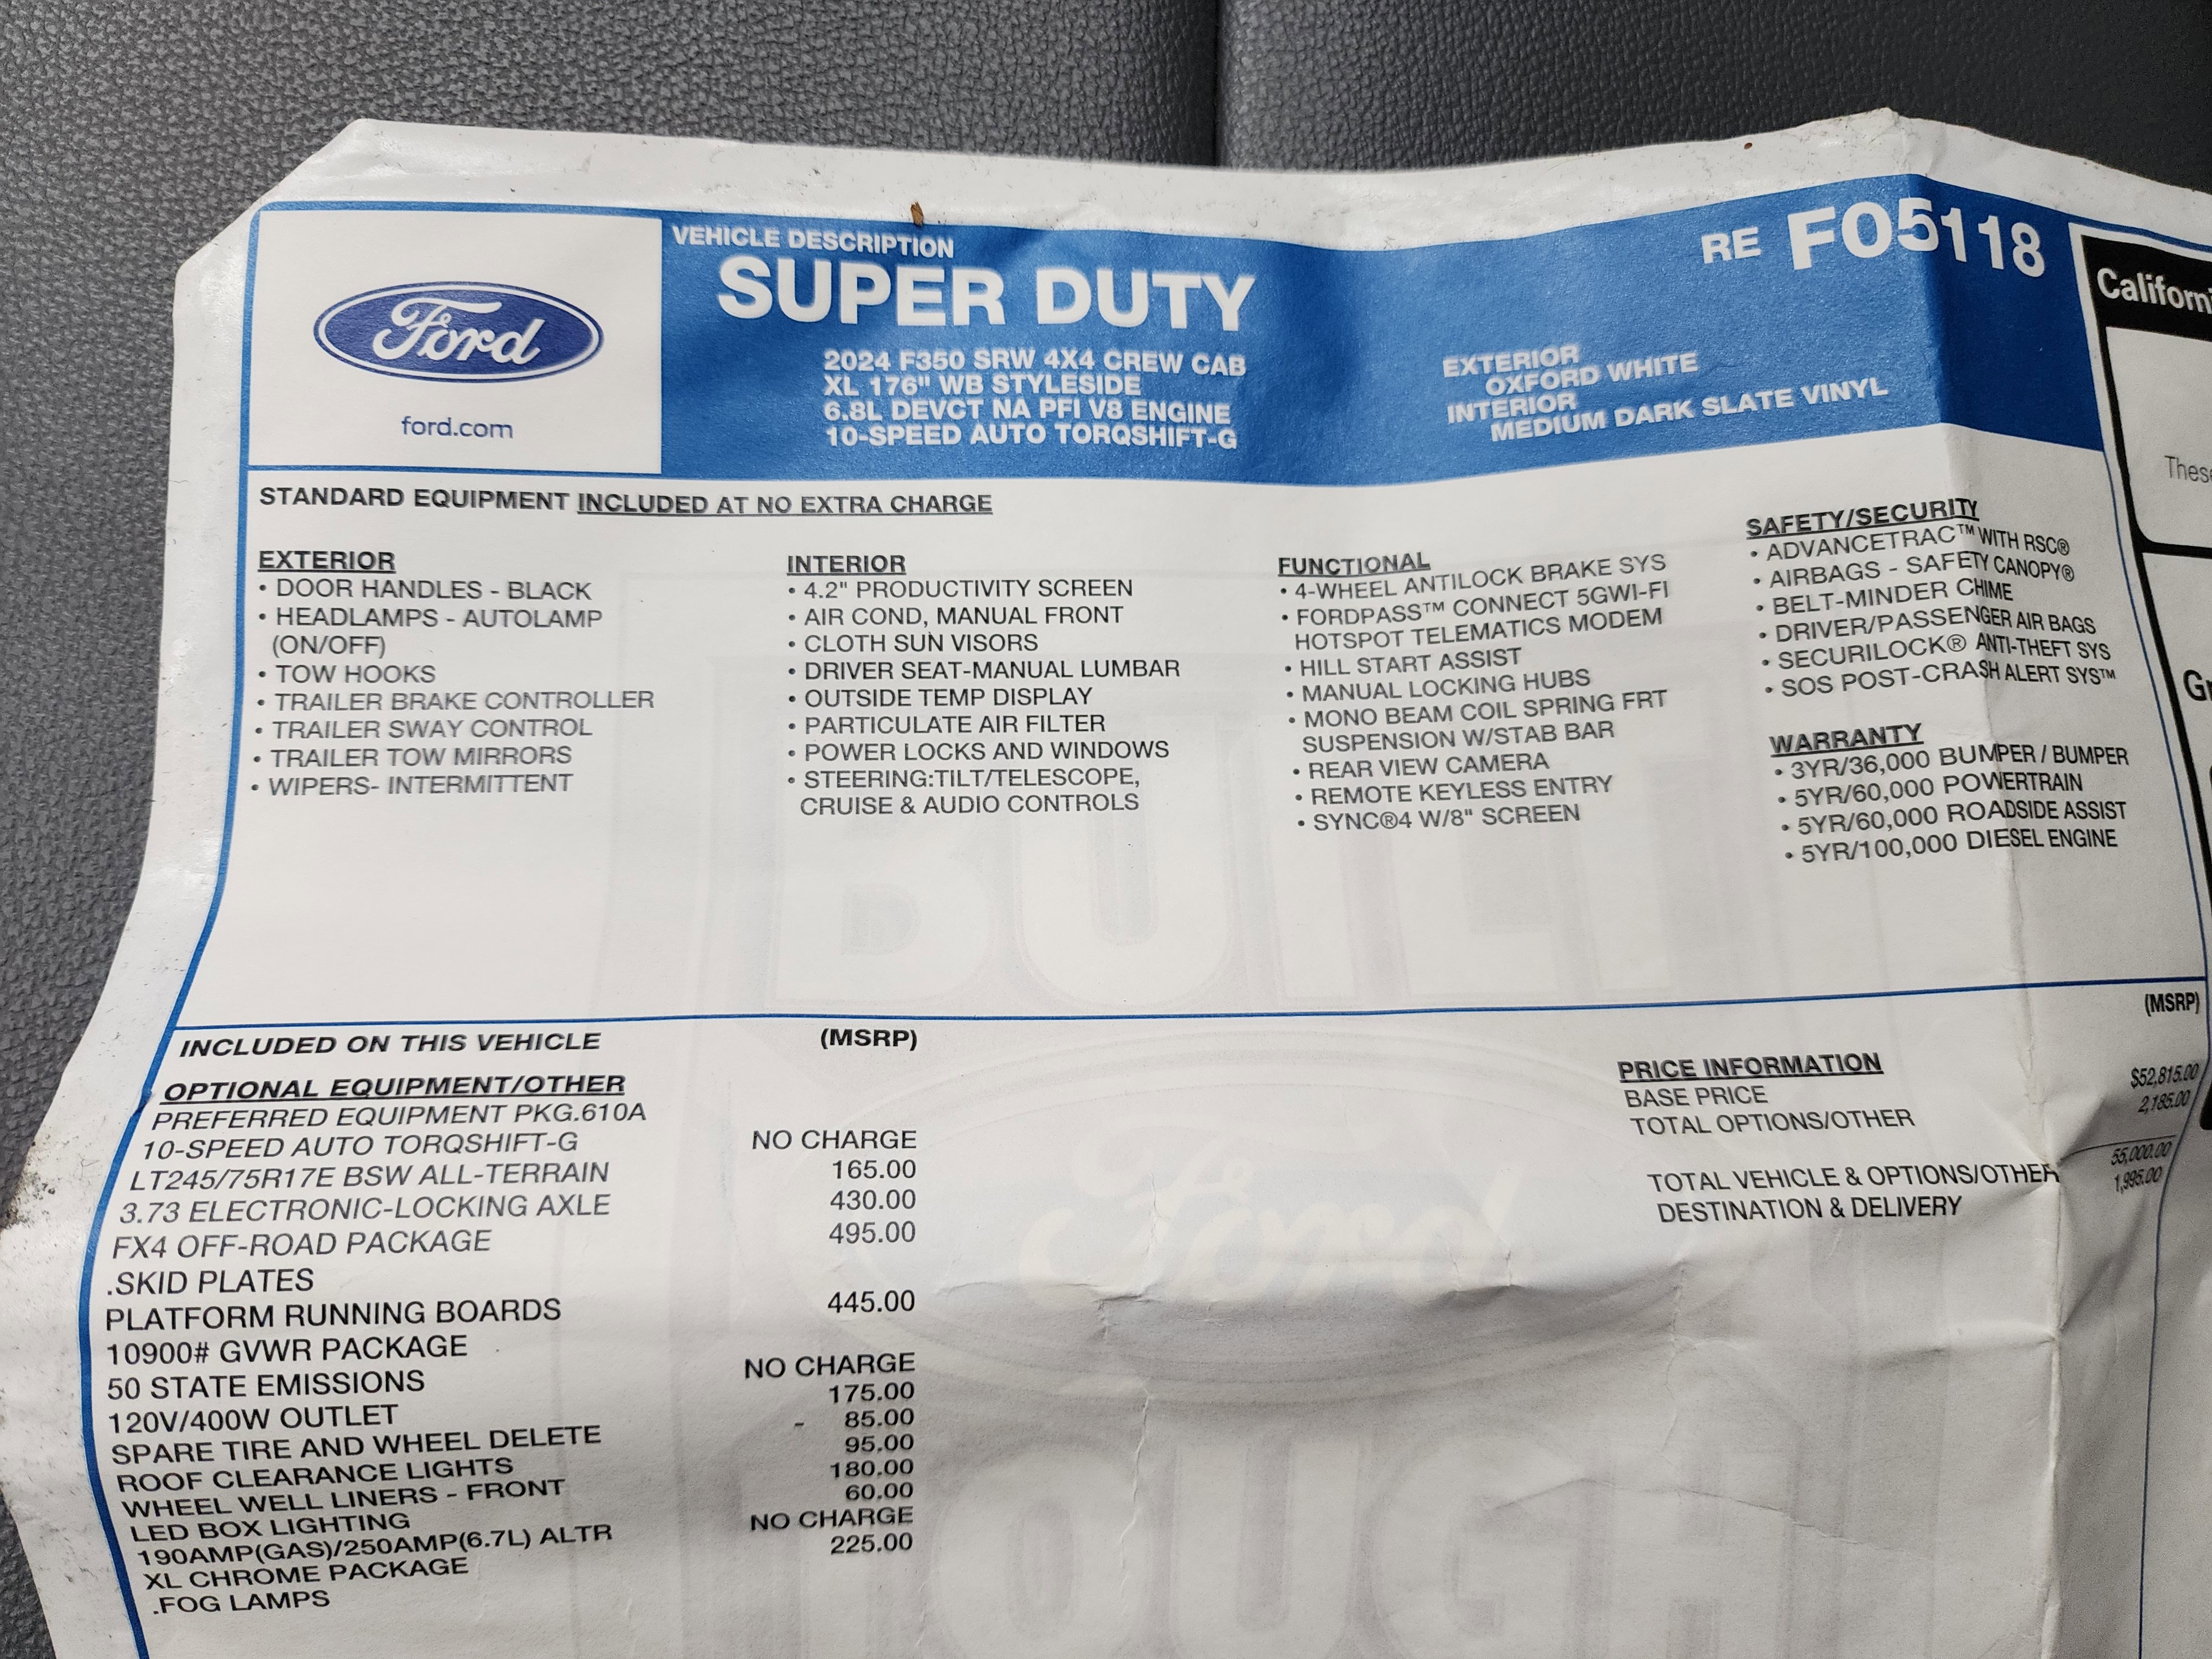 Ford
ford.com
VEHICLE DESCRIPTION
SUPER DUTY
2024 F350 SRW 4X4 CREW CAB
XL 176" WB STYLESIDE
6.8L DEVCT NA PFI V8 ENGINE
10-SPEED AUTO TORQSHIFT-G
RE FO5118
EXTERIOR
OXFORD WHITE
INTERIOR
MEDIUM DARK SLATE VINYL
STANDARD EQUIPMENT INCLUDED AT NO EXTRA CHARGE
EXTERIOR
• DOOR HANDLES - BLACK
• HEADLAMPS - AUTOLAMP
(ON/OFF)
• TOW HOOKS
• TRAILER BRAKE CONTROLLER
• TRAILER SWAY CONTROL
• TRAILER TOW MIRRORS
• WIPERS- INTERMITTENT
INTERIOR
• 4.2" PRODUCTIVITY SCREEN
• AIR COND, MANUAL FRONT
• CLOTH SUN VISORS
• DRIVER SEAT-MANUAL LUMBAR
• OUTSIDE TEMP DISPLAY
• PARTICULATE AIR FILTER
• POWER LOCKS AND WINDOWS
• STEERING:TILT/TELESCOPE,
CRUISE & AUDIO CONTROLS
FUNCTIONAL
• 4-WHEEL ANTILOCK BRAKE SYS
• FORDPASS™ CONNECT 5GWI-FI
HOTSPOT TELEMATICS MODEM
• HILL START ASSIST
• MANUAL LOCKING HUBS
• MONO BEAM COIL SPRING FRT
SUSPENSION W/STAB BAR
• REAR VIEW CAMERA
• REMOTE KEYLESS ENTRY
• SYNC®4 W/8" SCREEN
SAFETY/SECURITY
• ADVANCETRAC™ WITH RSC®
• AIRBAGS - SAFETY CANOPY®
• BELT-MINDER CHIME
• DRIVER/PASSENGER AIR BAGS
• SECURILOCK® ANTI-THEFT SYS
• SOS POST-CRASH ALERT SYS™
WARRANTY
• 3YR/36,000 BUMPER / BUMPER
• 5YR/60,000 POWERTRAIN
• 5YR/60,000 ROADSIDE ASSIST
• 5YR/100,000 DIESEL ENGINE
INCLUDED ON THIS VEHICLE (MSRP)
OPTIONAL EQUIPMENT/OTHER
PREFERRED EQUIPMENT PKG.610A
10-SPEED AUTO TORQSHIFT-G NO CHARGE
LT245/75R17E BSW ALL-TERRAIN 165.00
3.73 ELECTRONIC-LOCKING AXLE 430.00
FX4 OFF-ROAD PACKAGE 495.00
.SKID PLATES
PLATFORM RUNNING BOARDS 445.00
10900# GVWR PACKAGE
50 STATE EMISSIONS NO CHARGE
120V/400W OUTLET 175.00
SPARE TIRE AND WHEEL DELETE - 85.00
ROOF CLEARANCE LIGHTS 95.00
WHEEL WELL LINERS - FRONT 180.00
LED BOX LIGHTING 60.00
190AMP(GAS)/250AMP(6.7L) ALTR NO CHARGE
XL CHROME PACKAGE 225.00
.FOG LAMPS
(MSRP)
PRICE INFORMATION
BASE PRICE $52,815.00
TOTAL OPTIONS/OTHER 2,185.00
TOTAL VEHICLE & OPTIONS/OTHER 55,000.00
DESTINATION & DELIVERY 1,995.00
BUILT
Ford
TOUGH